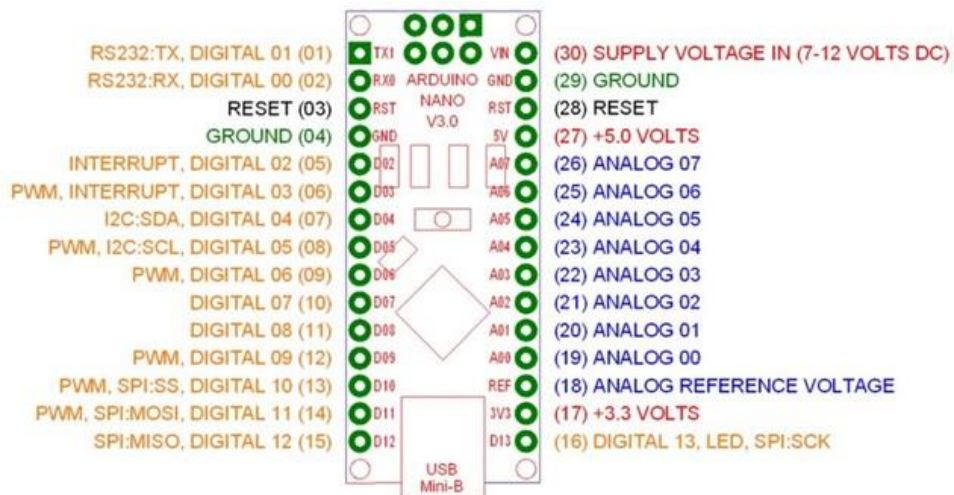 RS232:TX, DIGITAL 01 (01) TX1 VIN (30) SUPPLY VOLTAGE IN (7-12 VOLTS DC)
RS232:RX, DIGITAL 00 (02) RX0 ARDUINO GND (29) GROUND
RESET (03) RST NANO RST (28) RESET
V3.0
GROUND (04) GND 5V (27) +5.0 VOLTS
INTERRUPT, DIGITAL 02 (05) D02 A07 (26) ANALOG 07
PWM, INTERRUPT, DIGITAL 03 (06) D03 A06 (25) ANALOG 06
I2C:SDA, DIGITAL 04 (07) D04 A05 (24) ANALOG 05
PWM, I2C:SCL, DIGITAL 05 (08) D05 A04 (23) ANALOG 04
PWM, DIGITAL 06 (09) D06 A03 (22) ANALOG 03
DIGITAL 07 (10) D07 A02 (21) ANALOG 02
DIGITAL 08 (11) D08 A01 (20) ANALOG 01
PWM, DIGITAL 09 (12) D09 A00 (19) ANALOG 00
PWM, SPI:SS, DIGITAL 10 (13) D10 REF (18) ANALOG REFERENCE VOLTAGE
PWM, SPI:MOSI, DIGITAL 11 (14) D11 3V3 (17) +3.3 VOLTS
SPI:MISO, DIGITAL 12 (15) D12 D13 (16) DIGITAL 13, LED, SPI:SCK
USB
Mini-B